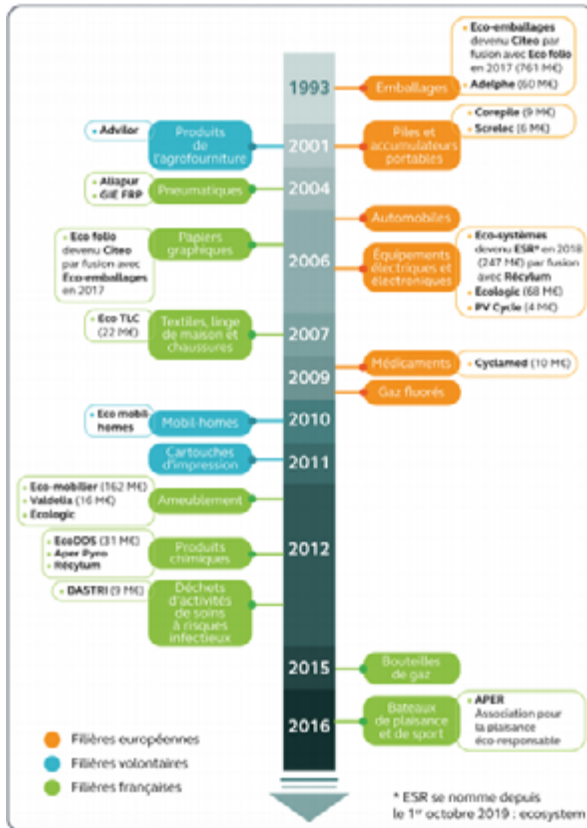 • Eco-emballages
devenu Citeo par
fusion avec Eco folio
en 2017 (761 M€)
• Adelphe (60 M€)
1993
Emballages
• Advilor
Produits
de
l'agrofourniture
2001
Piles et
accumulateurs
portables
• Corepile (9 M€)
• Screlec (6 M€)
• Aliapur
• GIE FRP
Pneumatiques
2004
Automobiles
• Eco folio
devenu Citeo
par fusion avec
Eco-emballages
en 2017
Papiers
graphiques
2006
Équipements
électriques et
électroniques
• Eco-systèmes
devenu ESR* en 2018
(247 M€) par fusion
avec Récylum
• Ecologic (68 M€)
• PV Cycle (4 M€)
• Eco TLC
(22 M€)
Textiles, linge
de maison et
chaussures
2007
2009
Médicaments
• Cyclamed (10 M€)
Gaz fluorés
• Eco mobil-
homes
Mobil-homes
2010
Cartouches
d'impression
2011
• Eco-mobilier (162 M€)
• Valdelia (16 M€)
• Ecologic
Ameublement
2012
• EcoDDS (31 M€)
• Aper Pyro
• Récylum
Produits
chimiques
• DASTRI (9 M€)
Déchets
d'activités
de soins
à risques
infectieux
2015
Bouteilles
de gaz
2016
Bateaux
de plaisance
et de sport
• APER
Association pour
la plaisance
éco-responsable
Filières européennes
Filières volontaires
Filières françaises
* ESR se nomme depuis
le 1er octobre 2019 : ecosystem